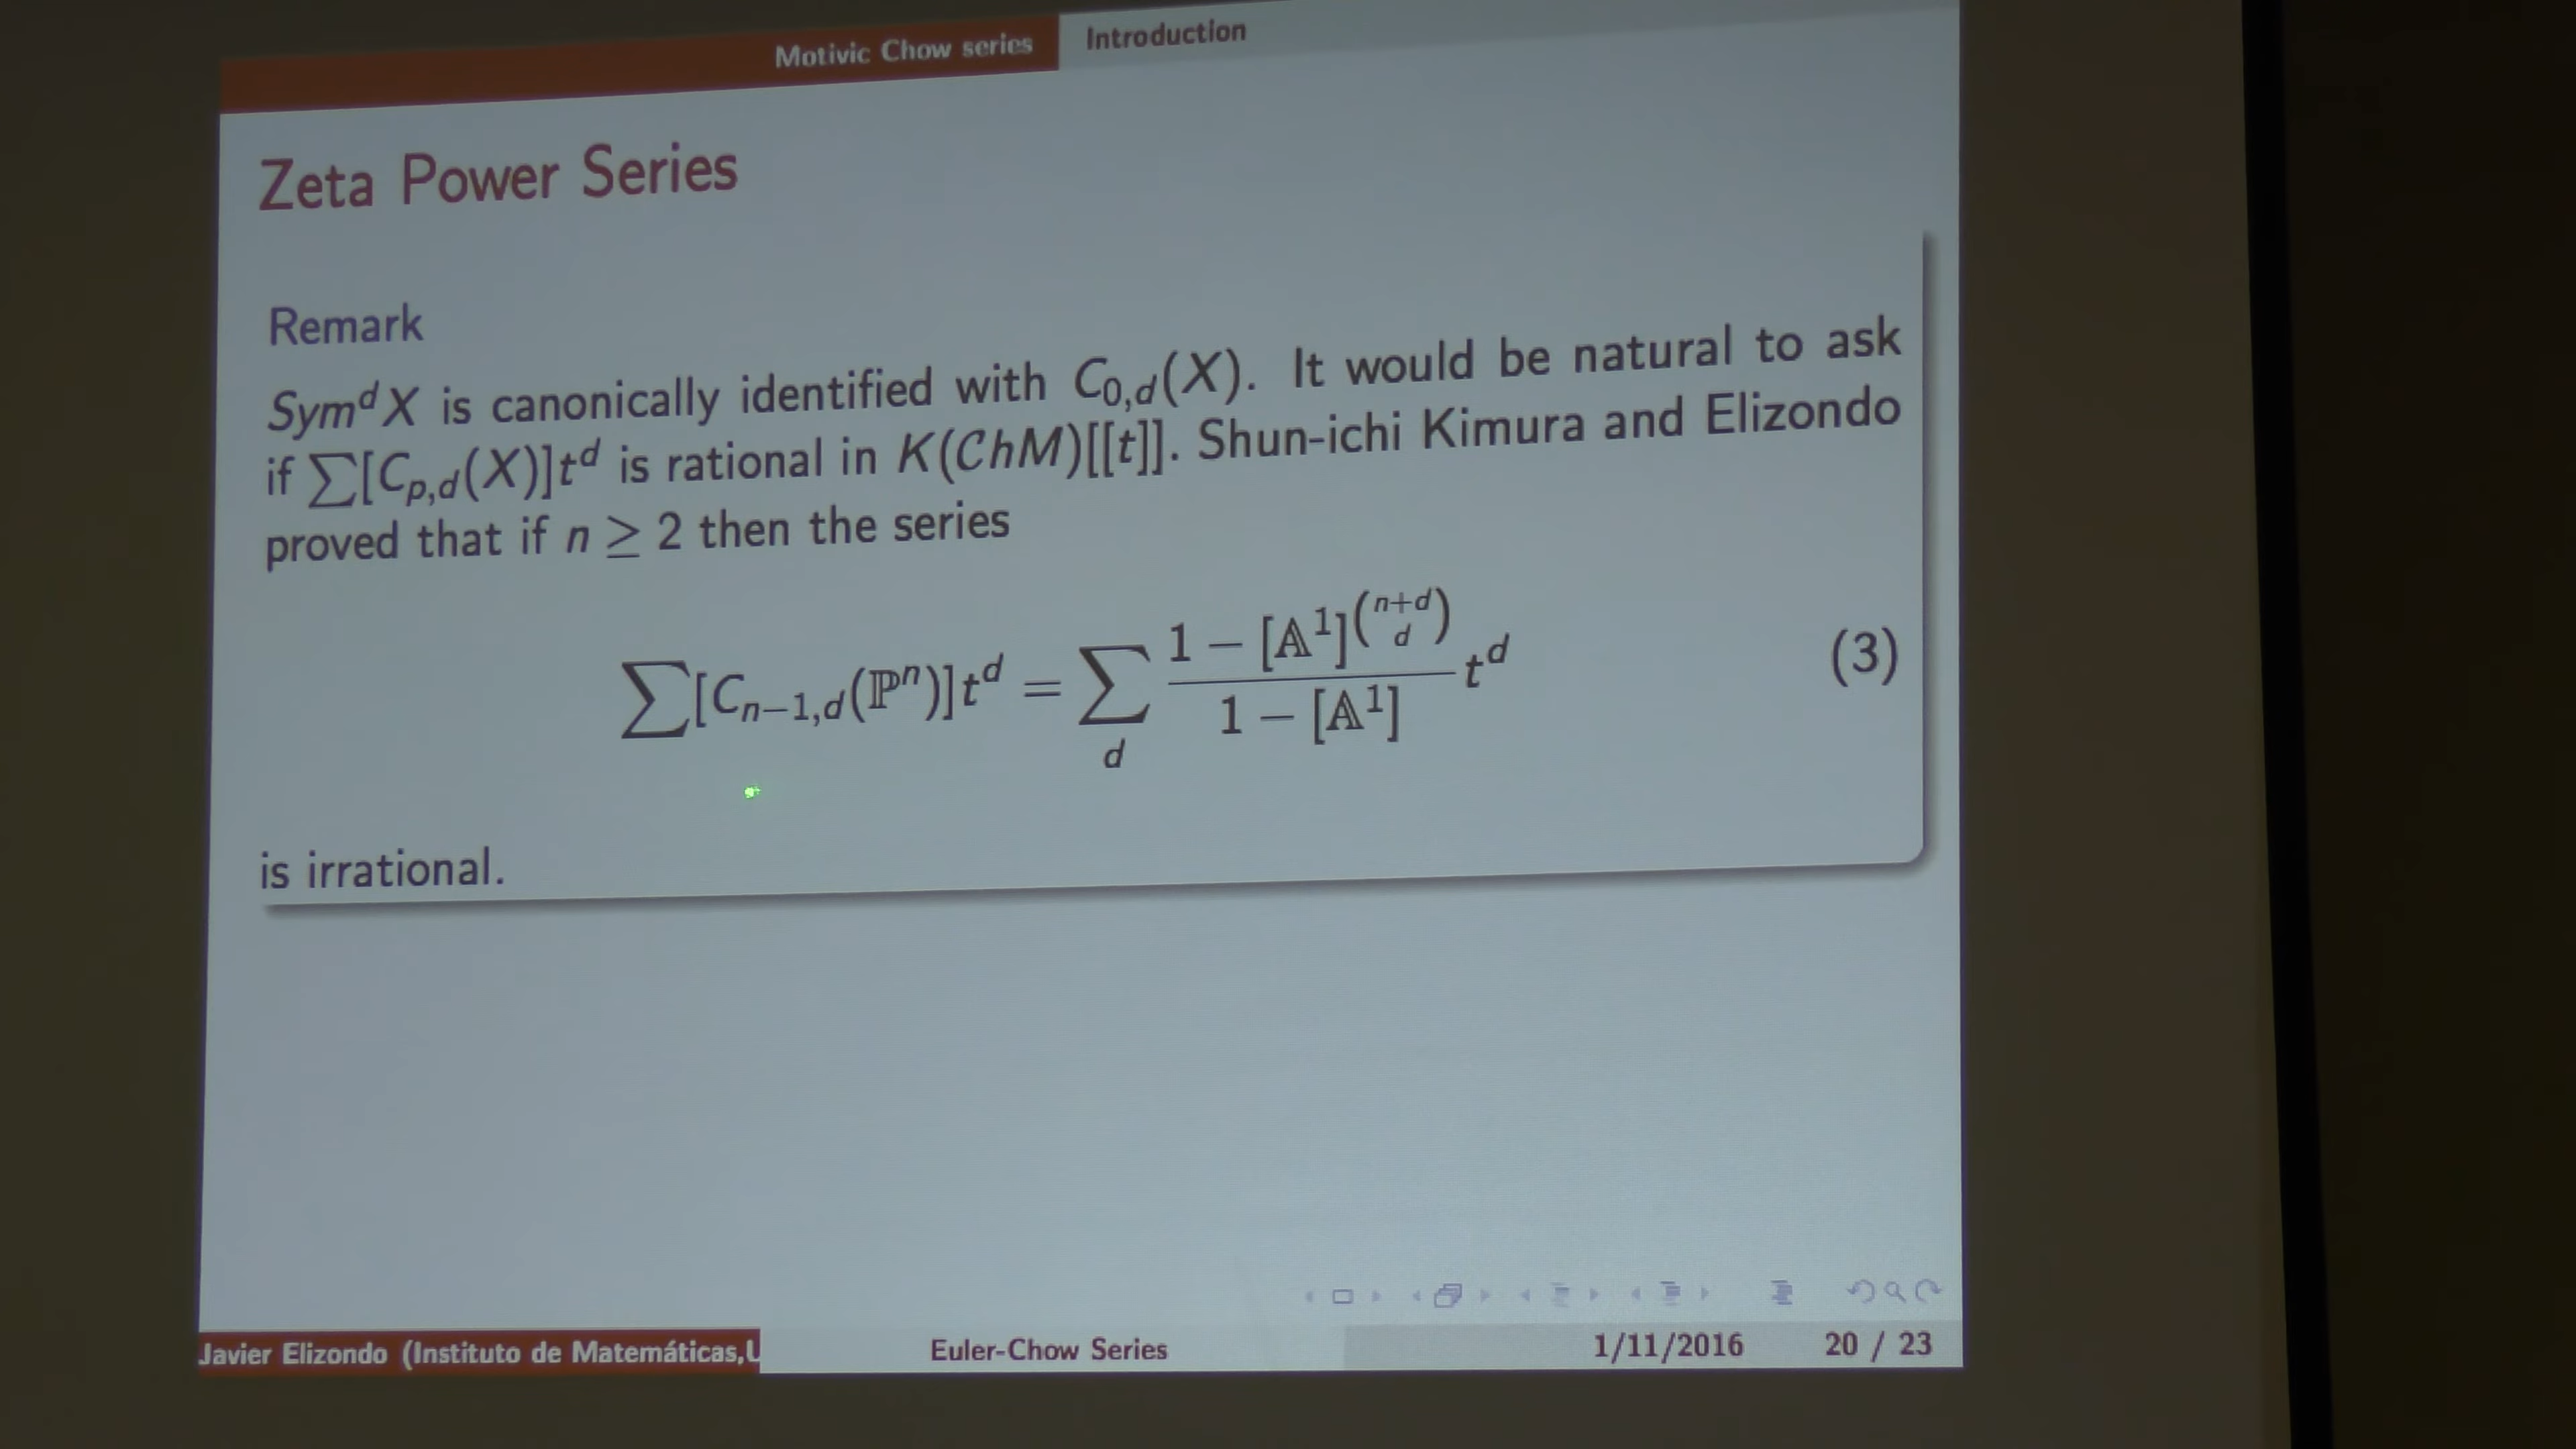 Motivic Chow series Introduction
Zeta Power Series
Remark
Sym^d X is canonically identified with C_{0,d}(X). It would be natural to ask
if ∑[C_{p,d}(X)]t^d is rational in K(ChM)[[t]]. Shun-ichi Kimura and Elizondo
proved that if n ≥ 2 then the series
∑[C_{n−1,d}(ℙ^n)]t^d = ∑_d \frac{1 − [𝔸^1]^{\binom{n+d}{d}}}{1 − [𝔸^1]} t^d (3)
is irrational.
Javier Elizondo (Instituto de Matemáticas,U Euler-Chow Series 1/11/2016 20 / 23